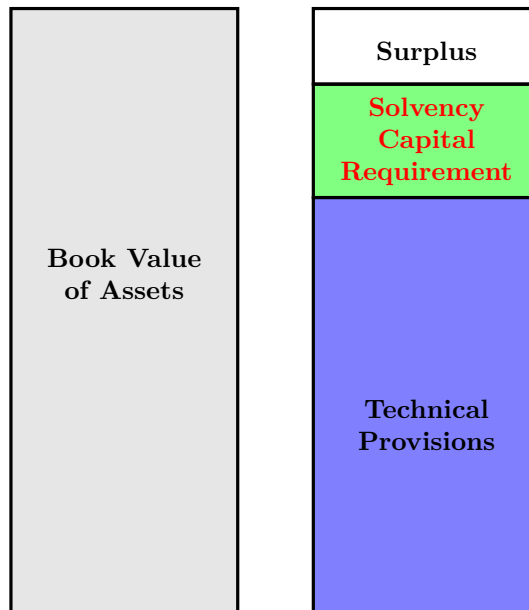 Surplus
Solvency
Capital
Requirement
Book Value
of Assets
Technical
Provisions